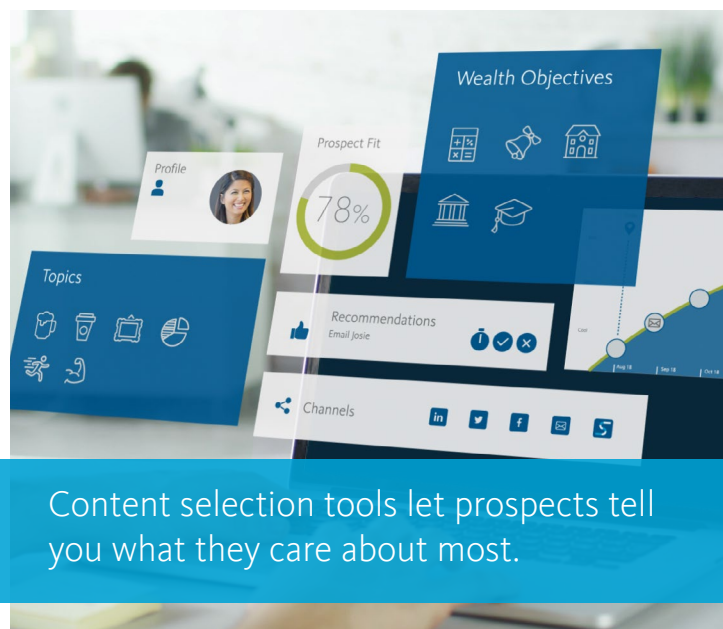 Wealth Objectives
Prospect Fit
78%
Profile
Topics
Recommendations
Email Josie
Channels
in
f
Aug 18
Sep 18
Oct 18
Content selection tools let prospects tell
you what they care about most.